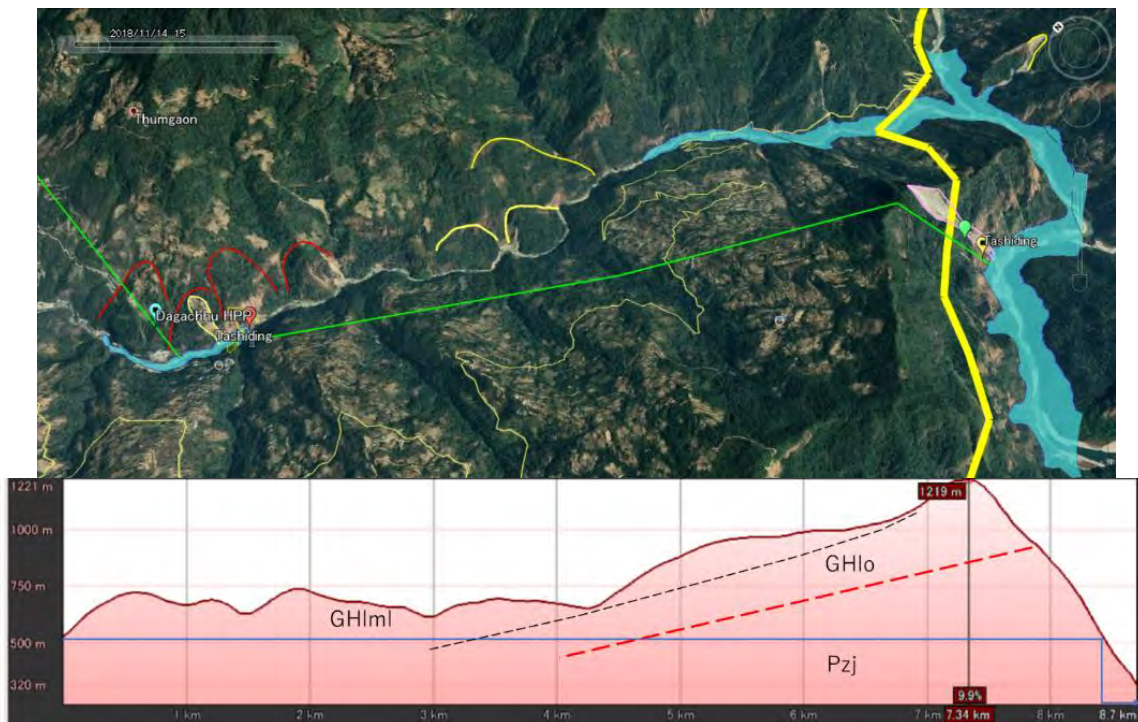 2018/11/14 15
Thumgaon
Tashiding
Dagachhu HPP
Tashiding
1221 m
1219 m
1000 m
GHlo
750 m
GHlml
500 m
Pzj
320 m
9.9%
1 km 2 km 3 km 4 km 5 km 6 km 7 km 7.34 km 8 km 8.7 km